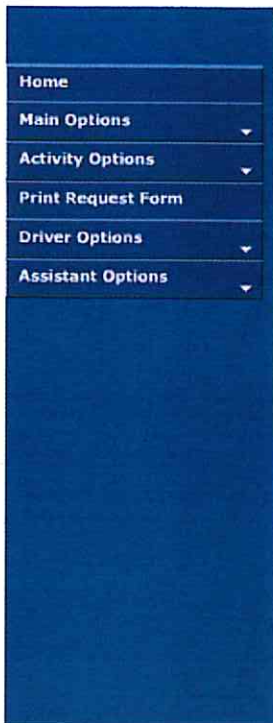 Home
Main Options
Activity Options
Print Request Form
Driver Options
Assistant Options